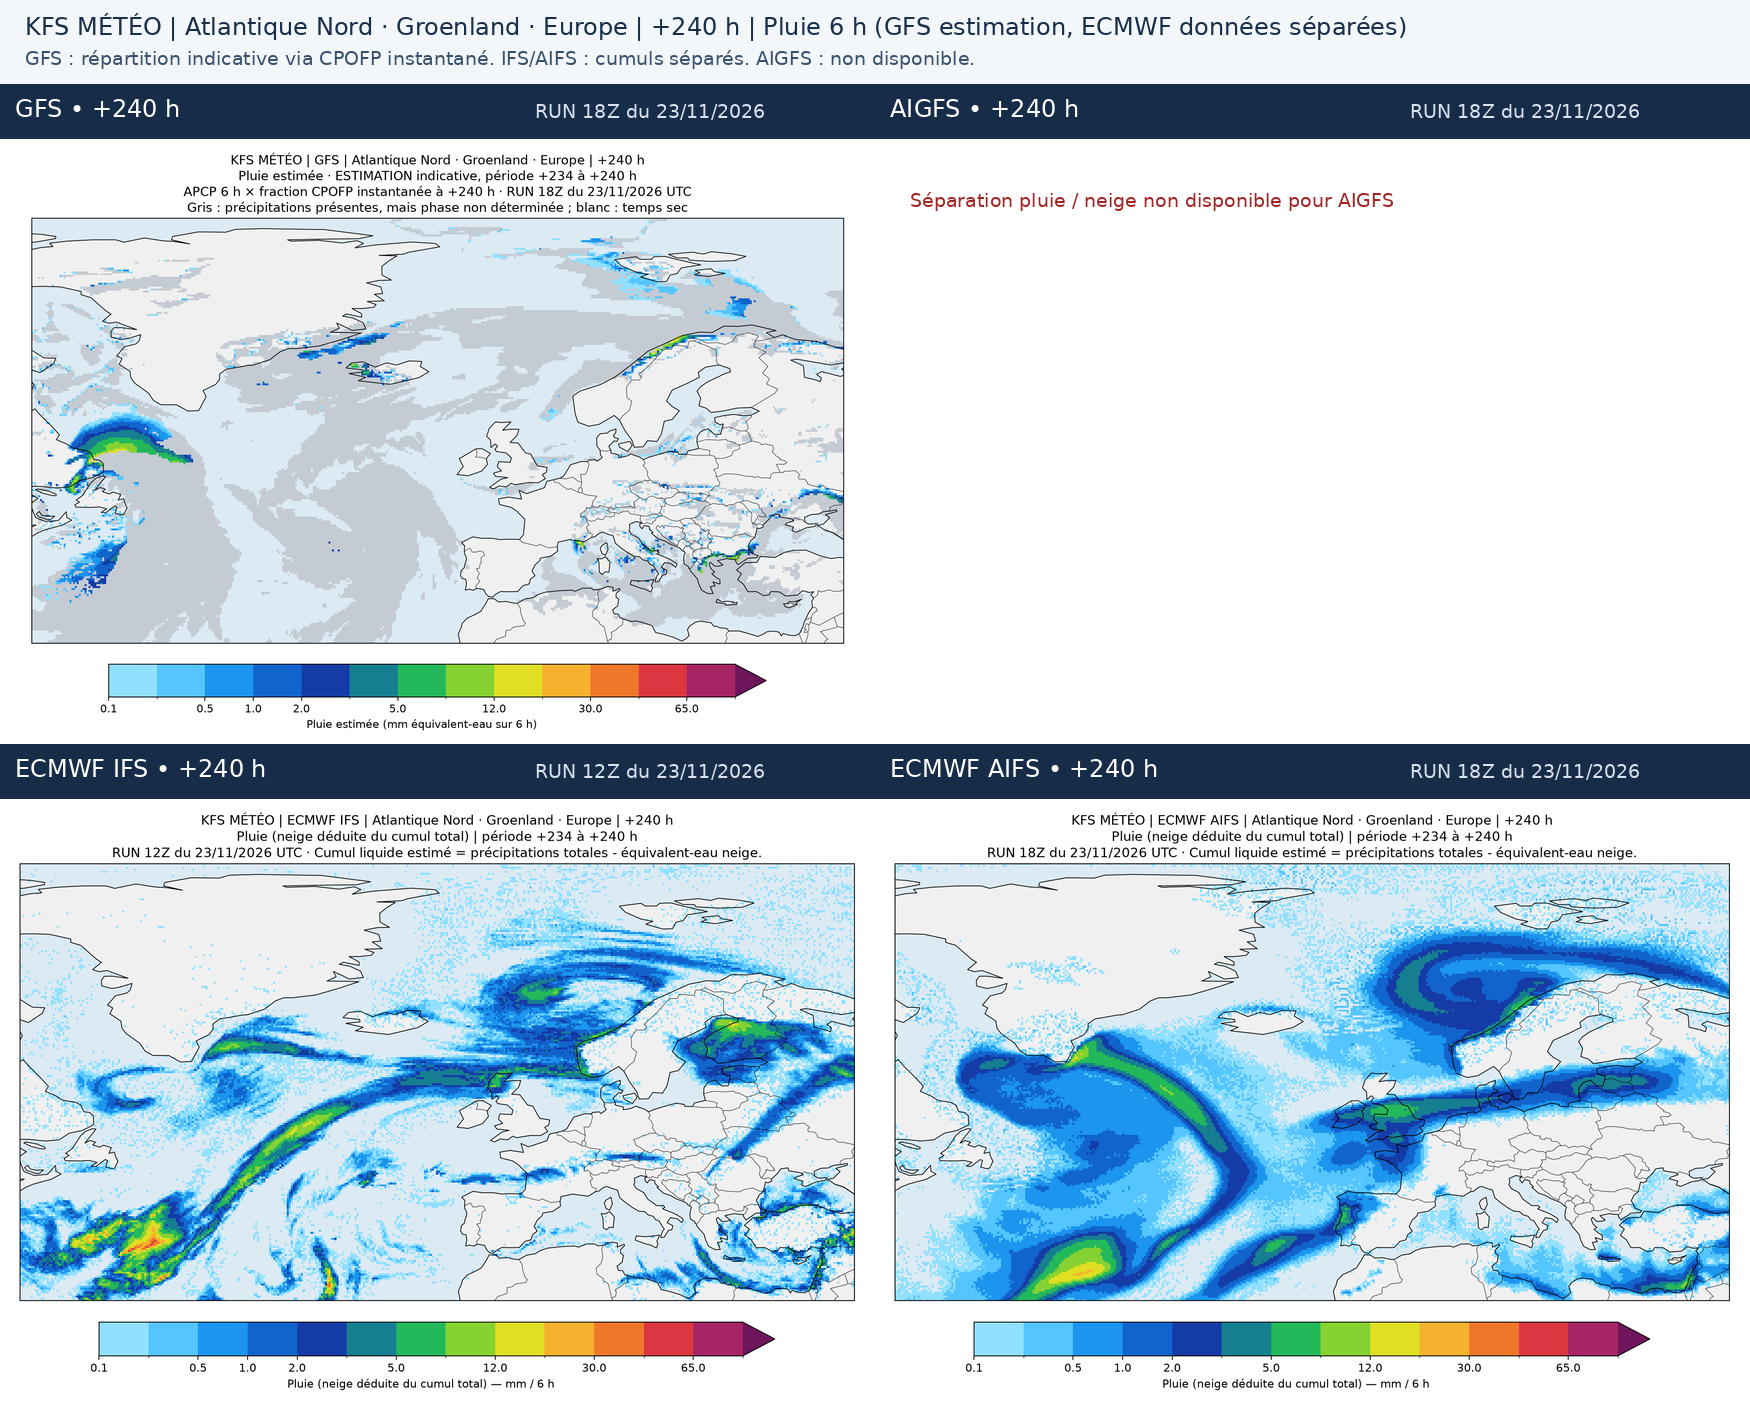 KFS MÉTÉO | Atlantique Nord · Groenland · Europe | +240 h | Pluie 6 h (GFS estimation, ECMWF données séparées)
GFS : répartition indicative via CPOFP instantané. IFS/AIFS : cumuls séparés. AIGFS : non disponible.
GFS • +240 h
RUN 18Z du 23/11/2026
AIGFS • +240 h
RUN 18Z du 23/11/2026
KFS MÉTÉO | GFS | Atlantique Nord · Groenland · Europe | +240 h
Pluie estimée · ESTIMATION indicative, période +234 à +240 h
APCP 6 h × fraction CPOFP instantanée à +240 h · RUN 18Z du 23/11/2026 UTC
Gris : précipitations présentes, mais phase non déterminée ; blanc : temps sec
Séparation pluie / neige non disponible pour AIGFS
0.1 0.5 1.0 2.0 5.0 12.0 30.0 65.0
Pluie estimée (mm équivalent-eau sur 6 h)
ECMWF IFS • +240 h
RUN 12Z du 23/11/2026
ECMWF AIFS • +240 h
RUN 18Z du 23/11/2026
KFS MÉTÉO | ECMWF IFS | Atlantique Nord · Groenland · Europe | +240 h
Pluie (neige déduite du cumul total) | période +234 à +240 h
RUN 12Z du 23/11/2026 UTC · Cumul liquide estimé = précipitations totales - équivalent-eau neige.
0.1 0.5 1.0 2.0 5.0 12.0 30.0 65.0
Pluie (neige déduite du cumul total) — mm / 6 h
KFS MÉTÉO | ECMWF AIFS | Atlantique Nord · Groenland · Europe | +240 h
Pluie (neige déduite du cumul total) | période +234 à +240 h
RUN 18Z du 23/11/2026 UTC · Cumul liquide estimé = précipitations totales - équivalent-eau neige.
0.1 0.5 1.0 2.0 5.0 12.0 30.0 65.0
Pluie (neige déduite du cumul total) — mm / 6 h